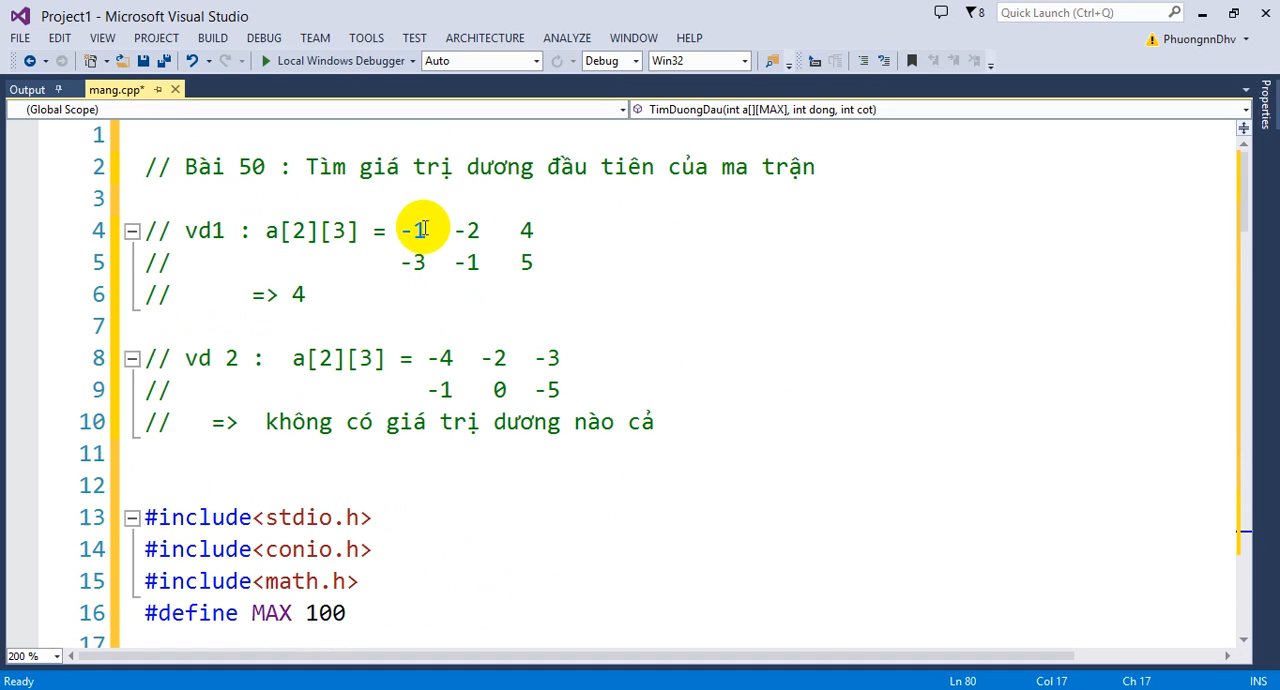 Project1 - Microsoft Visual Studio
8
Quick Launch (Ctrl+Q)
FILE EDIT VIEW PROJECT BUILD DEBUG TEAM TOOLS TEST ARCHITECTURE ANALYZE WINDOW HELP
PhuongnnDhv
Local Windows Debugger Auto Debug Win32
Output mang.cpp*
Properties
(Global Scope) TimDuongDau(int a[][MAX], int dong, int cot)
1
2 // Bài 50 : Tìm giá trị dương đầu tiên của ma trận
3
4 // vd1 : a[2][3] = -1 -2 4
5 // -3 -1 5
6 // => 4
7
8 // vd 2 : a[2][3] = -4 -2 -3
9 // -1 0 -5
10 // => không có giá trị dương nào cả
11
12
13 #include<stdio.h>
14 #include<conio.h>
15 #include<math.h>
16 #define MAX 100
17
200 %
Ready Ln 80 Col 17 Ch 17 INS